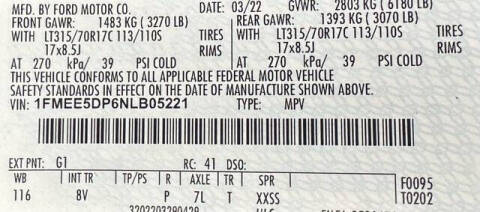 MFD. BY FORD MOTOR CO. DATE: 03/22 GVWR: 2803 KG ( 6180 LB)
FRONT GAWR: 1483 KG ( 3270 LB) REAR GAWR: 1393 KG ( 3070 LB)
WITH LT315/70R17C 113/110S TIRES WITH LT315/70R17C 113/110S TIRES
17x8.5J RIMS 17x8.5J RIMS
AT 270 kPa/ 39 PSI COLD AT 270 kPa/ 39 PSI COLD
THIS VEHICLE CONFORMS TO ALL APPLICABLE FEDERAL MOTOR VEHICLE
SAFETY STANDARDS IN EFFECT ON THE DATE OF MANUFACTURE SHOWN ABOVE.
VIN: 1FMEE5DP6NLB05221 TYPE: MPV
EXT PNT: G1 RC: 41 DSO: F0095
WB INT TR TP/PS R AXLE TR SPR T0202
116 8V P 7L T XXSS
3202203290429